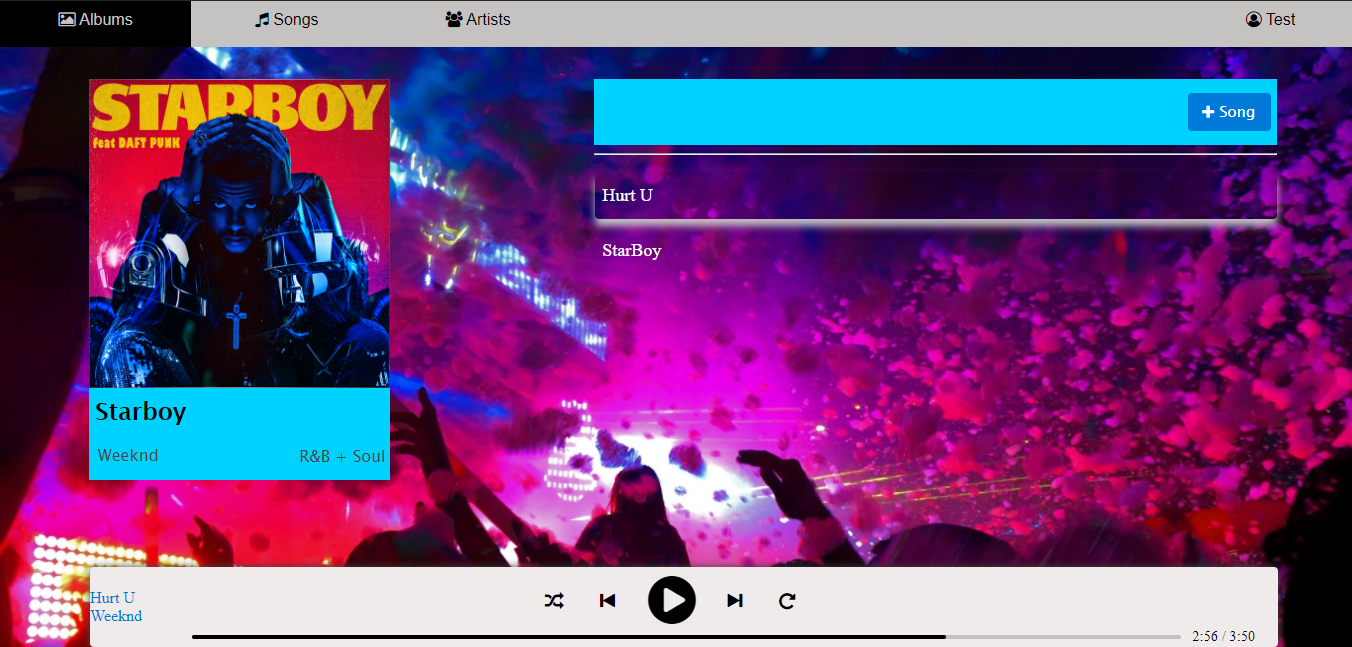 Albums
Songs
Artists
Test
STARBOY
feat DAFT PUNK
Starboy
Weeknd
R&B + Soul
+ Song
Hurt U
StarBoy
Hurt U
Weeknd
2:56 / 3:50